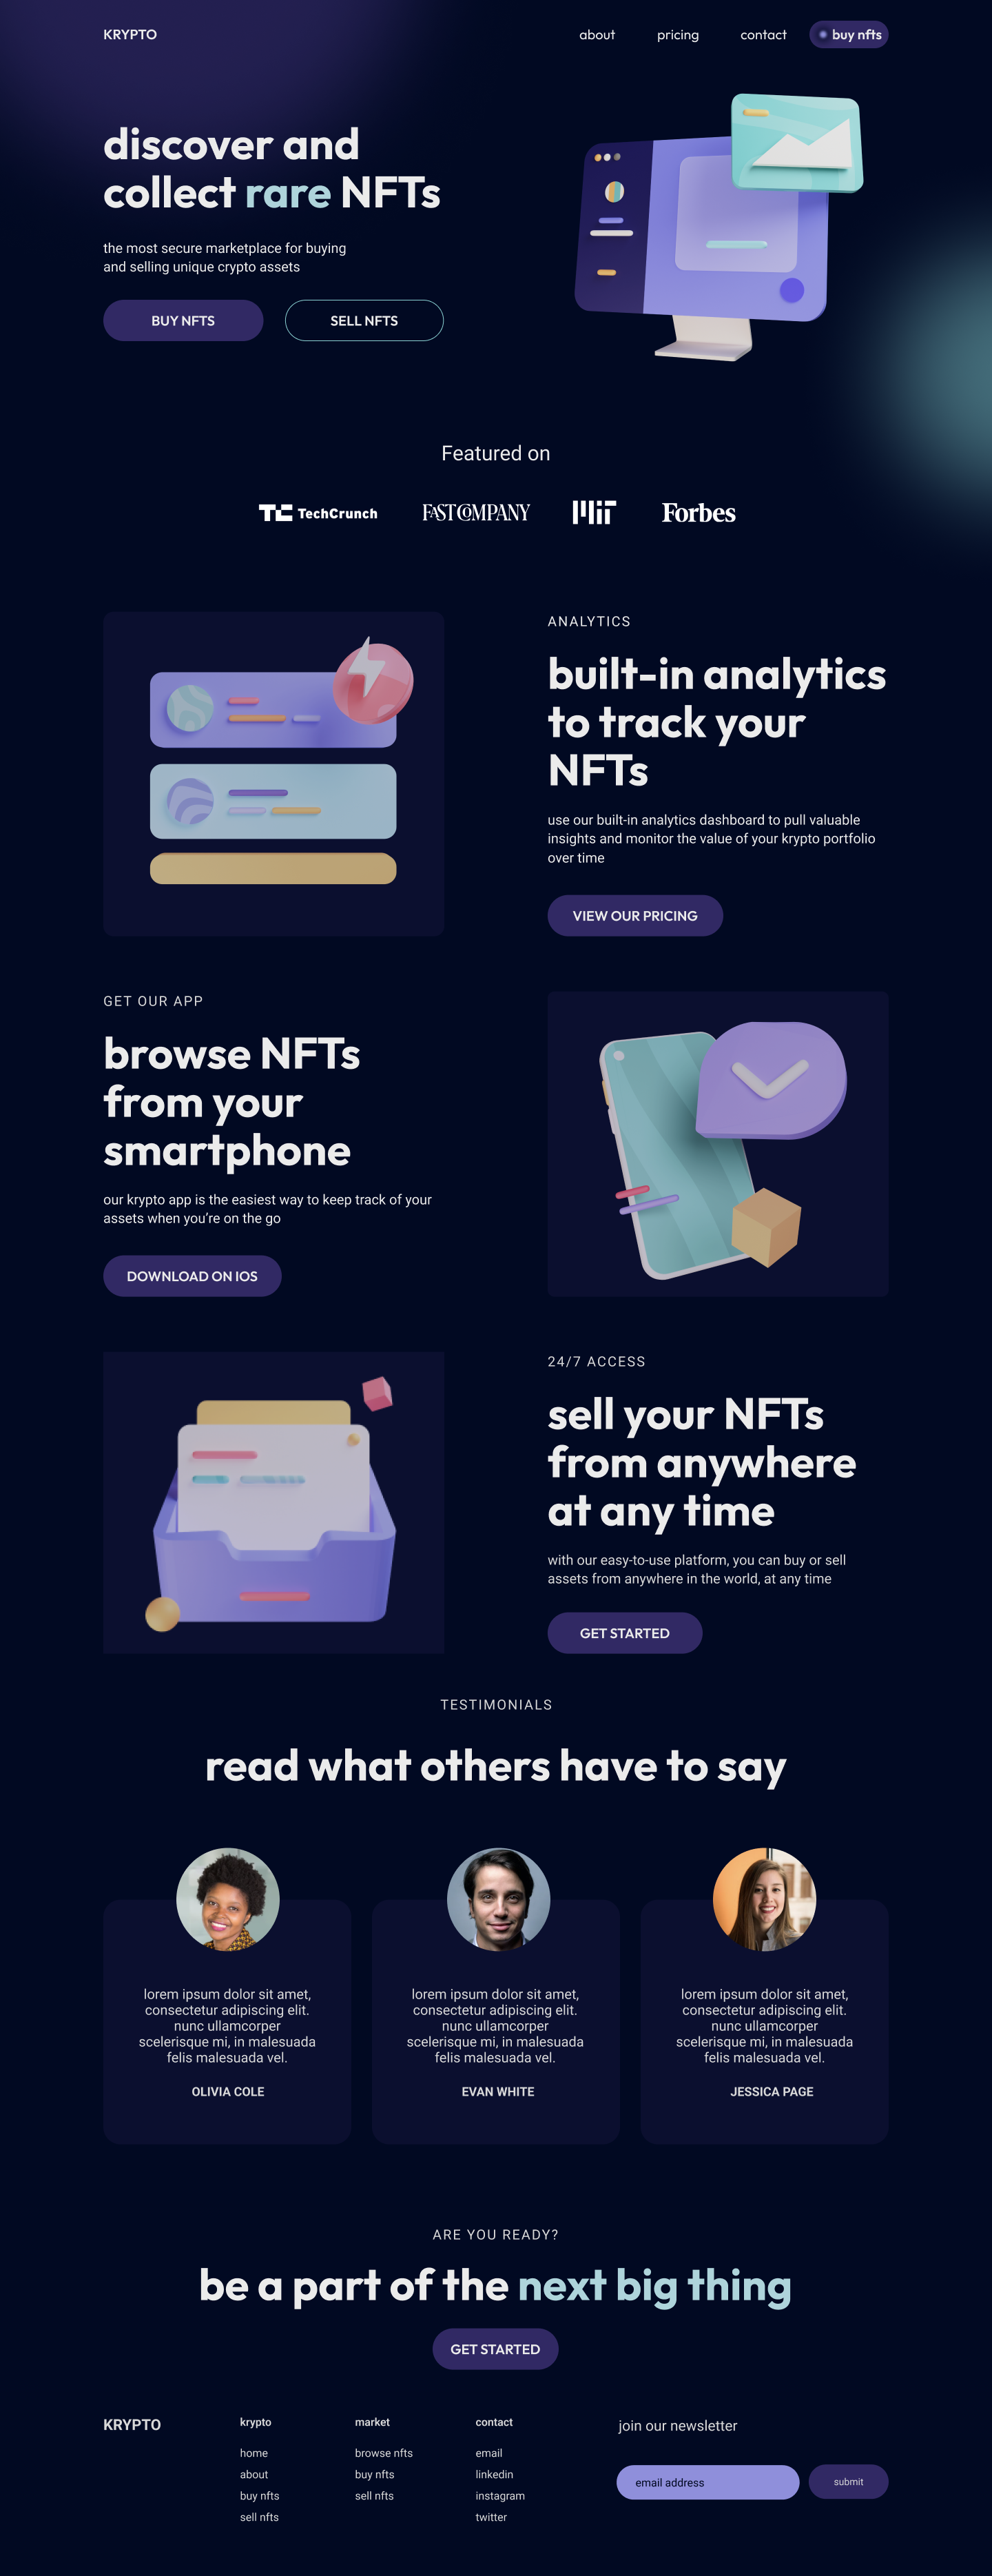 KRYPTO
about
pricing
contact
buy nfts
discover and
collect rare NFTs
the most secure marketplace for buying
and selling unique crypto assets
BUY NFTS
SELL NFTS
Featured on
TC TechCrunch
FAST COMPANY
MIT
Forbes
ANALYTICS
built-in analytics
to track your
NFTs
use our built-in analytics dashboard to pull valuable
insights and monitor the value of your krypto portfolio
over time
VIEW OUR PRICING
GET OUR APP
browse NFTs
from your
smartphone
our krypto app is the easiest way to keep track of your
assets when you're on the go
DOWNLOAD ON IOS
24/7 ACCESS
sell your NFTs
from anywhere
at any time
with our easy-to-use platform, you can buy or sell
assets from anywhere in the world, at any time
GET STARTED
TESTIMONIALS
read what others have to say
lorem ipsum dolor sit amet,
consectetur adipiscing elit.
nunc ullamcorper
scelerisque mi, in malesuada
felis malesuada vel.
OLIVIA COLE
lorem ipsum dolor sit amet,
consectetur adipiscing elit.
nunc ullamcorper
scelerisque mi, in malesuada
felis malesuada vel.
EVAN WHITE
lorem ipsum dolor sit amet,
consectetur adipiscing elit.
nunc ullamcorper
scelerisque mi, in malesuada
felis malesuada vel.
JESSICA PAGE
ARE YOU READY?
be a part of the next big thing
GET STARTED
KRYPTO
krypto
home
about
buy nfts
sell nfts
market
browse nfts
buy nfts
sell nfts
contact
email
linkedin
instagram
twitter
join our newsletter
email address
submit